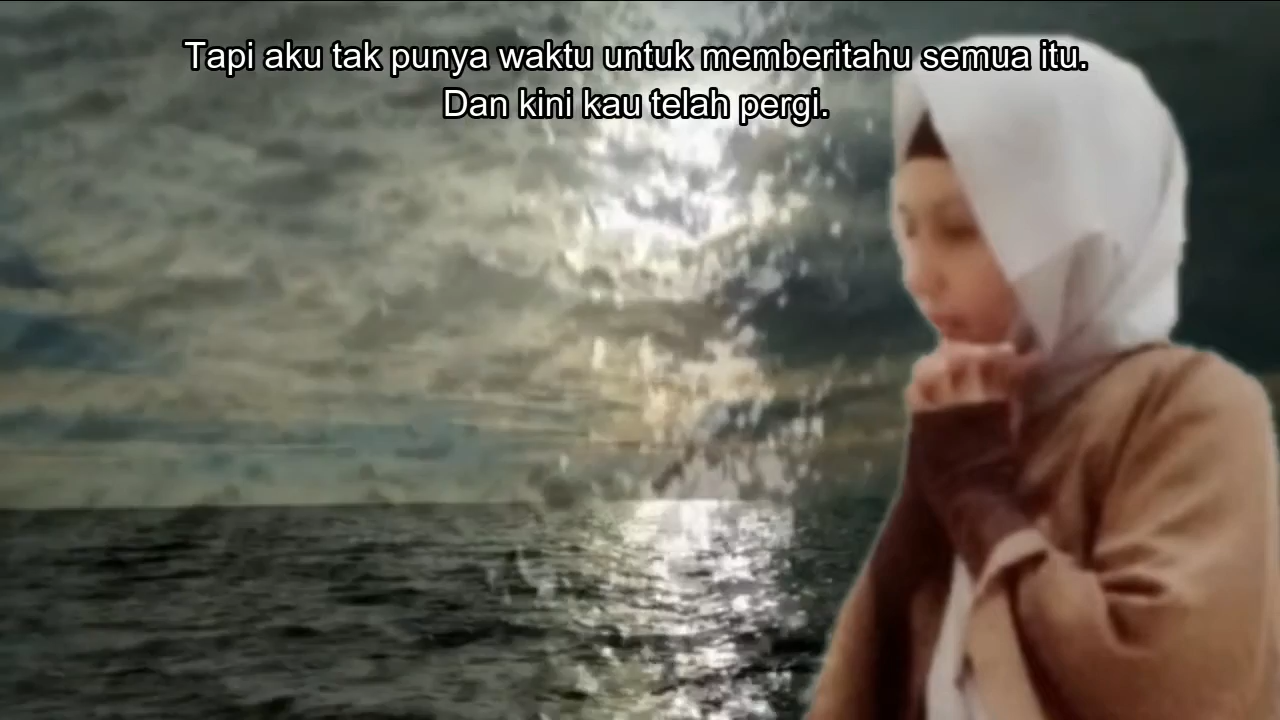 Tapi aku tak punya waktu untuk memberitahu semua itu.
Dan kini kau telah pergi.